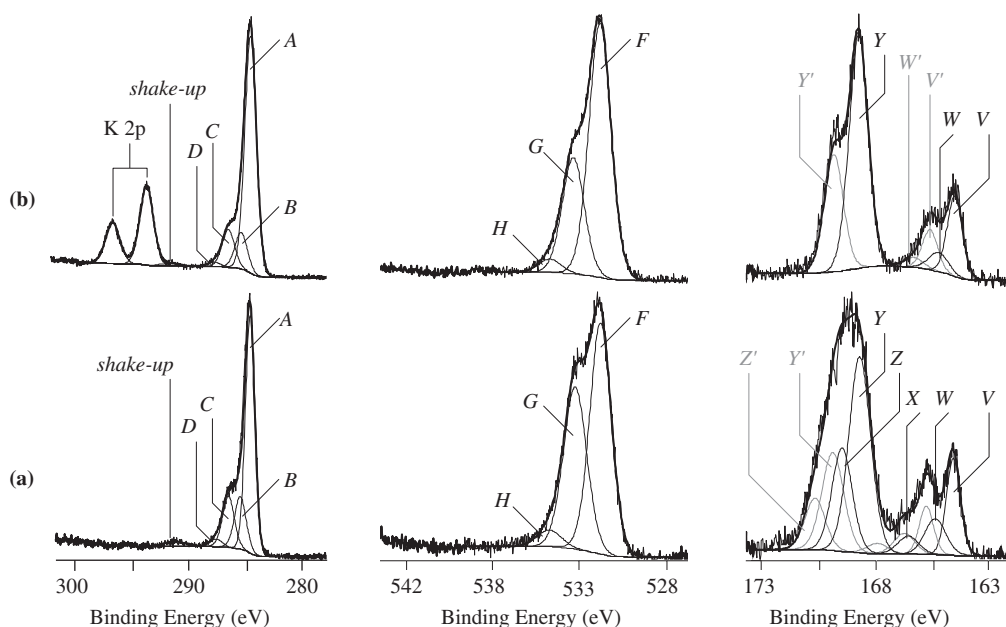 A
F
Y
W'
Y'
V'
shake-up
K 2p
C
W
V
D
G
B
H
(b)
A
F
Y
shake-up
Z'
Y'
Z
C
G
X
W
V
D
B
H
(a)
300 290 285 280
542 538 533 528
173 168 163
Binding Energy (eV)
Binding Energy (eV)
Binding Energy (eV)